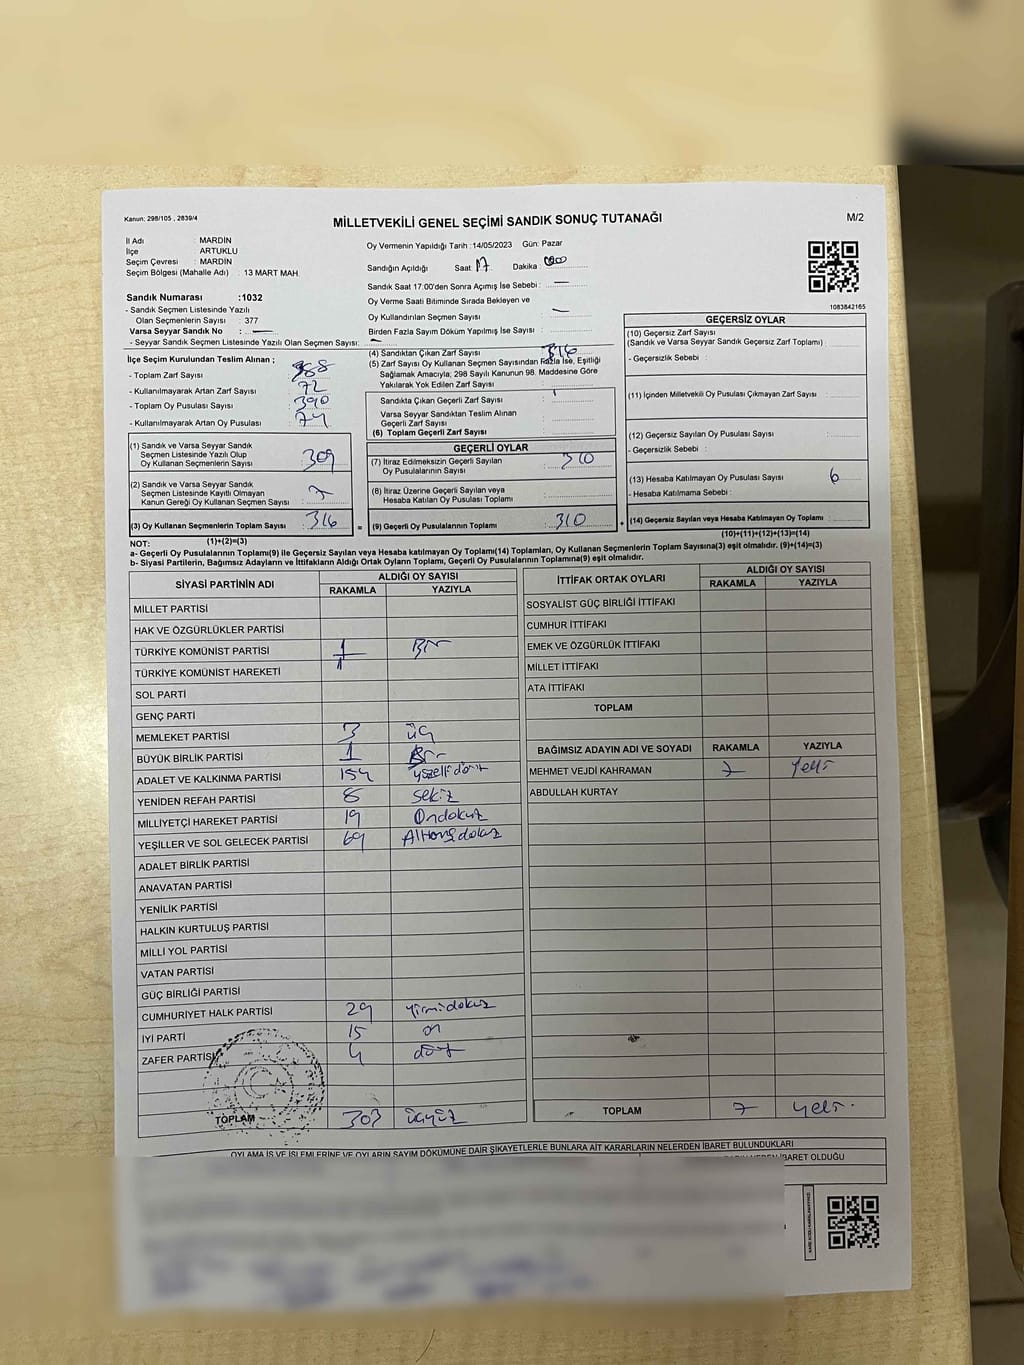 Kanun: 298/105 , 2839/4
MİLLETVEKİLİ GENEL SEÇİMİ SANDIK SONUÇ TUTANAĞI
M/2
İl Adı MARDİN
İlçe ARTUKLU
Seçim Çevresi : MARDİN
Seçim Bölgesi (Mahalle Adı) : 13 MART MAH.
Sandık Numarası :1032
- Sandık Seçmen Listesinde Yazılı
Olan Seçmenlerin Sayısı : 377
Varsa Seyyar Sandık No : —
- Seyyar Sandık Seçmen Listesinde Yazılı Olan Seçmen Sayısı: —
Oy Vermenin Yapıldığı Tarih :14/05/2023 Gün: Pazar
Sandığın Açıldığı Saat 17 Dakika
Sandık Saat 17.00'den Sonra Açımış İse Sebebi : —
Oy Verme Saati Bitiminde Sırada Bekleyen ve
Oy Kullandırılan Seçmen Sayısı : —
Birden Fazla Sayım Döküm Yapılmış İse Sayısı :
1083842165
İlçe Seçim Kurulundan Teslim Alınan ;
- Toplam Zarf Sayısı : 388
- Kullanılmayarak Artan Zarf Sayısı : 72
- Toplam Oy Pusulası Sayısı : 390
- Kullanılmayarak Artan Oy Pusulası : 74
(1) Sandık ve Varsa Seyyar Sandık
Seçmen Listesinde Yazılı Olup
Oy Kullanan Seçmenlerin Sayısı : 309
(2) Sandık ve Varsa Seyyar Sandık
Seçmen Listesinde Kayıtlı Olmayan
Kanun Gereği Oy Kullanan Seçmen Sayısı : 7
(3) Oy Kullanan Seçmenlerin Toplam Sayısı : 316
(1)+(2)=(3)
(4) Sandıktan Çıkan Zarf Sayısı : 316
(5) Zarf Sayısı Oy Kullanan Seçmen Sayısından Fazla İse, Eşitliği
Sağlamak Amacıyla; 298 Sayılı Kanunun 98. Maddesine Göre
Yakılarak Yok Edilen Zarf Sayısı :
Sandıkta Çıkan Geçerli Zarf Sayısı :
Varsa Seyyar Sandıktan Teslim Alınan
Geçerli Zarf Sayısı :
(6) Toplam Geçerli Zarf Sayısı :
GEÇERLİ OYLAR
(7) İtiraz Edilmeksizin Geçerli Sayılan
Oy Pusulalarının Sayısı : 310
(8) İtiraz Üzerine Geçerli Sayılan veya
Hesaba Katılan Oy Pusulası Toplamı :
= (9) Geçerli Oy Pusulalarının Toplamı : 310 +
GEÇERSİZ OYLAR
(10) Geçersiz Zarf Sayısı
(Sandık ve Varsa Seyyar Sandık Geçersiz Zarf Toplamı) :
- Geçersizlik Sebebi :
(11) İçinden Milletvekili Oy Pusulası Çıkmayan Zarf Sayısı :
(12) Geçersiz Sayılan Oy Pusulası Sayısı :
- Geçersizlik Sebebi :
(13) Hesaba Katılmayan Oy Pusulası Sayısı : 6
- Hesaba Katılmama Sebebi :
(14) Geçersiz Sayılan veya Hesaba Katılmayan Oy Toplamı :
(10)+(11)+(12)+(13)=(14)
NOT:
a- Geçerli Oy Pusulalarının Toplamı(9) ile Geçersiz Sayılan veya Hesaba katılmayan Oy Toplamı(14) Toplamları, Oy Kullanan Seçmenlerin Toplam Sayısına(3) eşit olmalıdır. (9)+(14)=(3)
b- Siyasi Partilerin, Bağımsız Adayların ve İttifakların Aldığı Ortak Oyların Toplamı, Geçerli Oy Pusulalarının Toplamına(9) eşit olmalıdır.
SİYASİ PARTİNİN ADI ALDIĞI OY SAYISI
RAKAMLA YAZIYLA
MİLLET PARTİSİ
HAK VE ÖZGÜRLÜKLER PARTİSİ
TÜRKİYE KOMÜNİST PARTİSİ 1 Bir
TÜRKİYE KOMÜNİST HAREKETİ
SOL PARTİ
GENÇ PARTİ
MEMLEKET PARTİSİ 3 üç
BÜYÜK BİRLİK PARTİSİ 1 Bir
ADALET VE KALKINMA PARTİSİ 154 yüzellidört
YENİDEN REFAH PARTİSİ 8 sekiz
MİLLİYETÇİ HAREKET PARTİSİ 19 Ondokuz
YEŞİLLER VE SOL GELECEK PARTİSİ 69 Altmışdokuz
ADALET BİRLİK PARTİSİ
ANAVATAN PARTİSİ
YENİLİK PARTİSİ
HALKIN KURTULUŞ PARTİSİ
MİLLİ YOL PARTİSİ
VATAN PARTİSİ
GÜÇ BİRLİĞİ PARTİSİ
CUMHURİYET HALK PARTİSİ 29 yirmidokuz
İYİ PARTİ 15 on
ZAFER PARTİSİ 4 dört
TOPLAM 303 üçyüz
İTTİFAK ORTAK OYLARI ALDIĞI OY SAYISI
RAKAMLA YAZIYLA
SOSYALİST GÜÇ BİRLİĞİ İTTİFAKI
CUMHUR İTTİFAKI
EMEK VE ÖZGÜRLÜK İTTİFAKI
MİLLET İTTİFAKI
ATA İTTİFAKI
TOPLAM
BAĞIMSIZ ADAYIN ADI VE SOYADI RAKAMLA YAZIYLA
MEHMET VEJDİ KAHRAMAN 7 Yedi
ABDULLAH KURTAY
TOPLAM 7 yedi
OYLAMA İŞ VE İŞLEMLERİNE VE OYLARIN SAYIM DÖKÜMÜNE DAİR ŞİKAYETLERLE BUNLARA AİT KARARLARIN NELERDEN İBARET BULUNDUKLARI
İBARET OLDUĞU